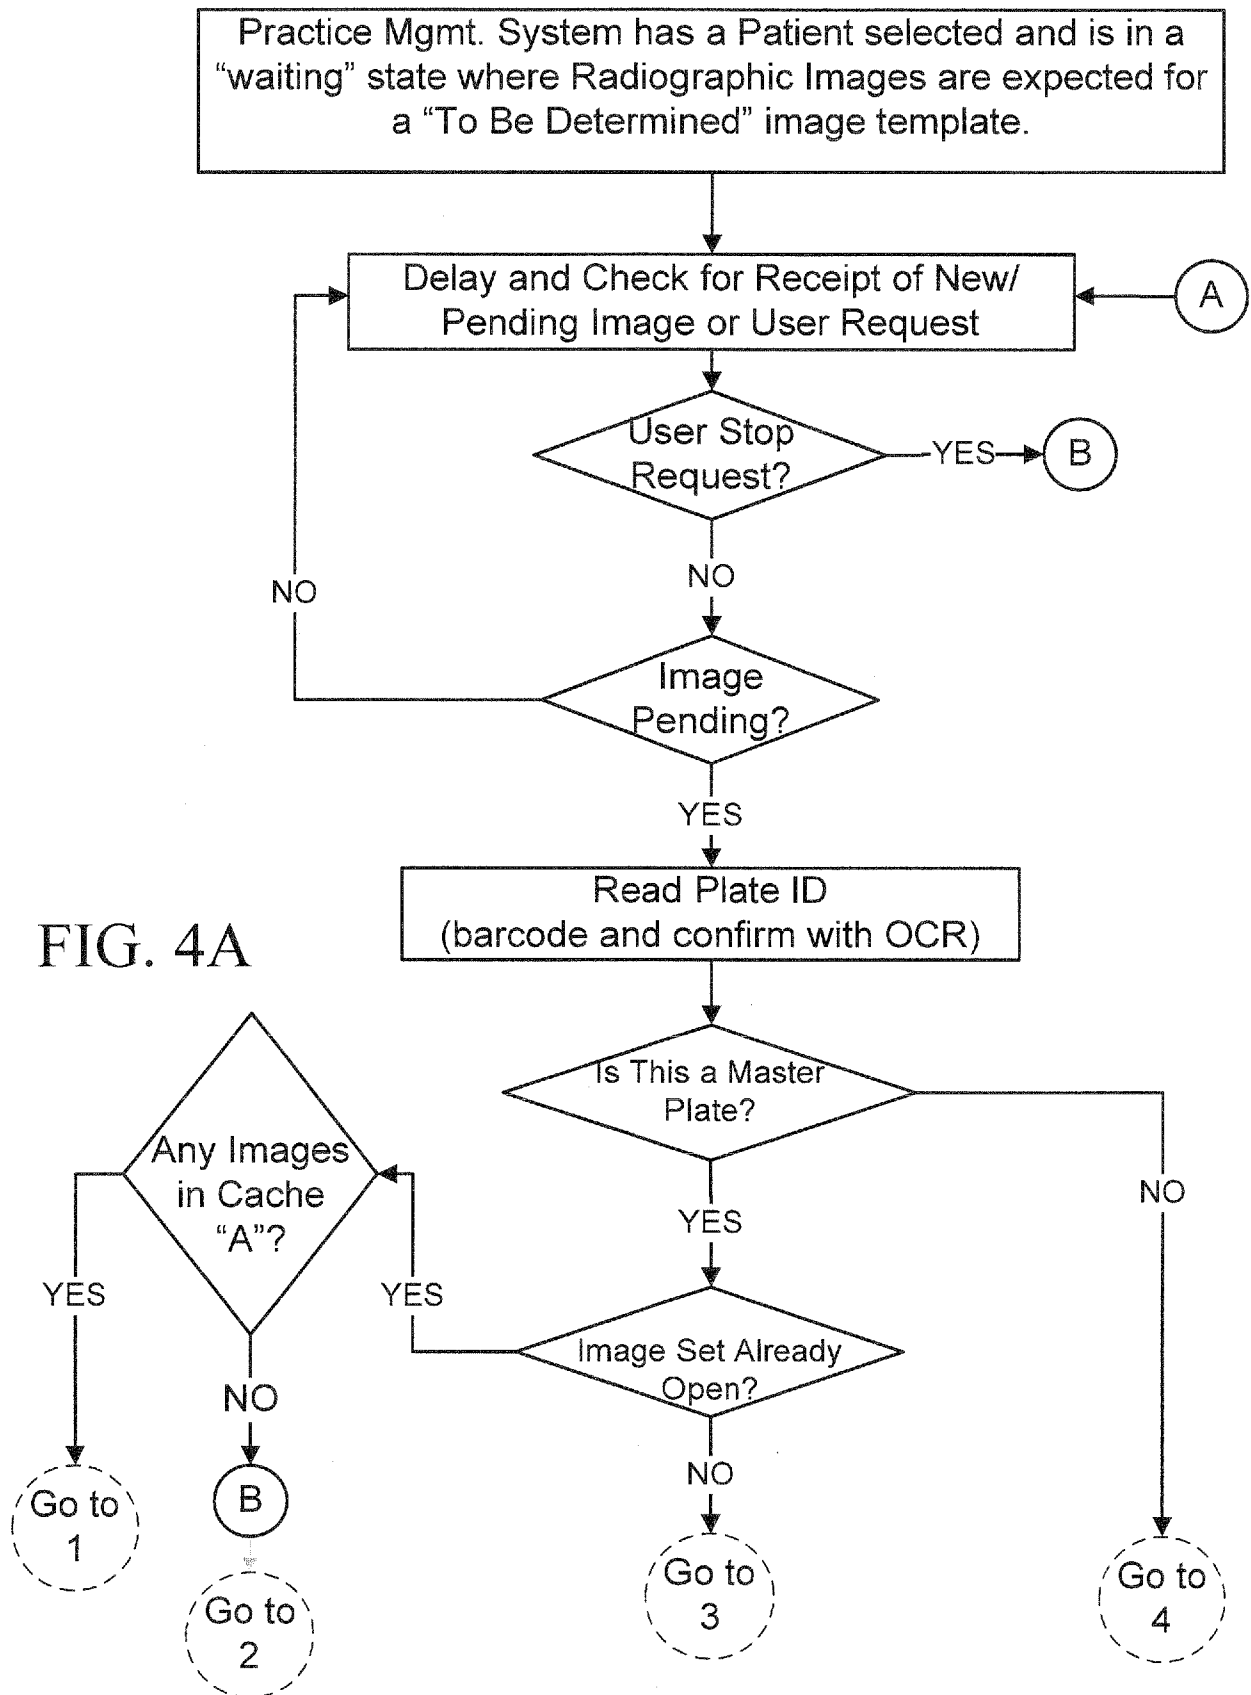 Practice Mgmt. System has a Patient selected and is in a
“waiting” state where Radiographic Images are expected for
a “To Be Determined” image template.
Delay and Check for Receipt of New/
Pending Image or User Request
A
User Stop
Request?
YES
B
NO
NO
Image
Pending?
YES
Read Plate ID
(barcode and confirm with OCR)
FIG. 4A
Is This a Master
Plate?
Any Images
in Cache
“A”?
NO
YES
YES
YES
Image Set Already
Open?
NO
NO
B
Go to
1
Go to
2
Go to
3
Go to
4